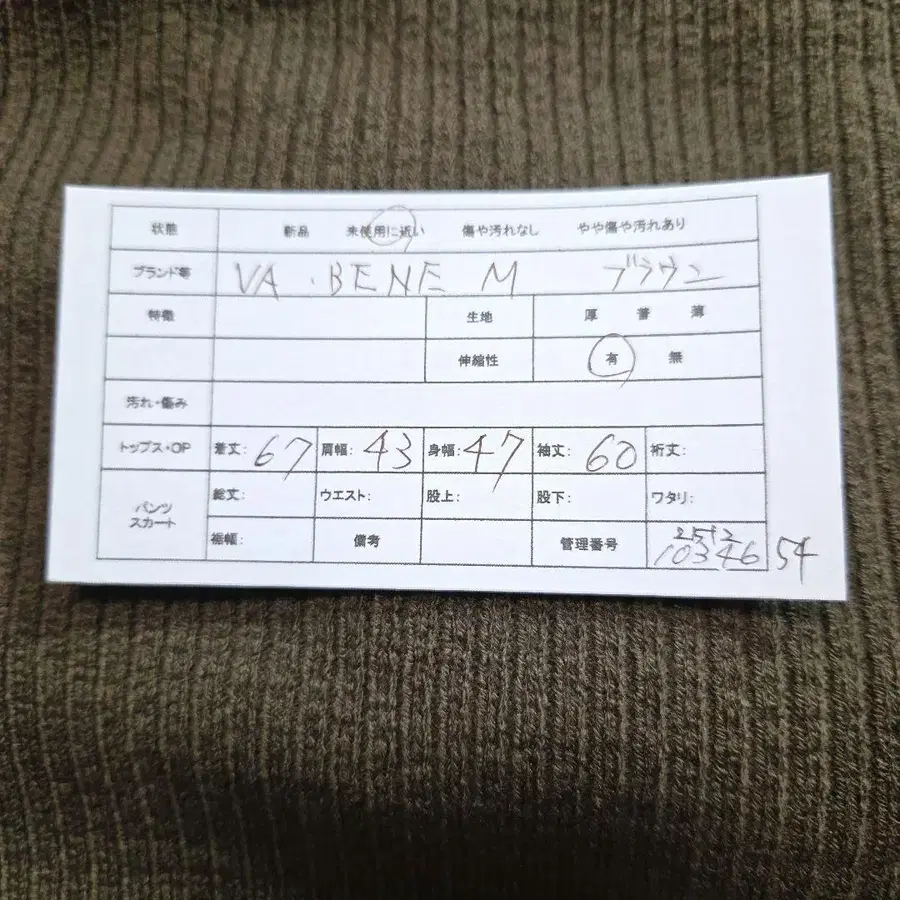 状態 新品 未使用に近い 傷や汚れなし やや傷や汚れあり
ブランド等 VA.BENE M ブラウン
特徴 生地 厚 普 薄
伸縮性 有 無
汚れ・傷み
トップス・OP 着丈: 67 肩幅: 43 身幅: 47 袖丈: 60 裄丈:
パンツ スカート 総丈: ウエスト: 股上: 股下: ワタリ:
裾幅: 備考 管理番号 10346 54